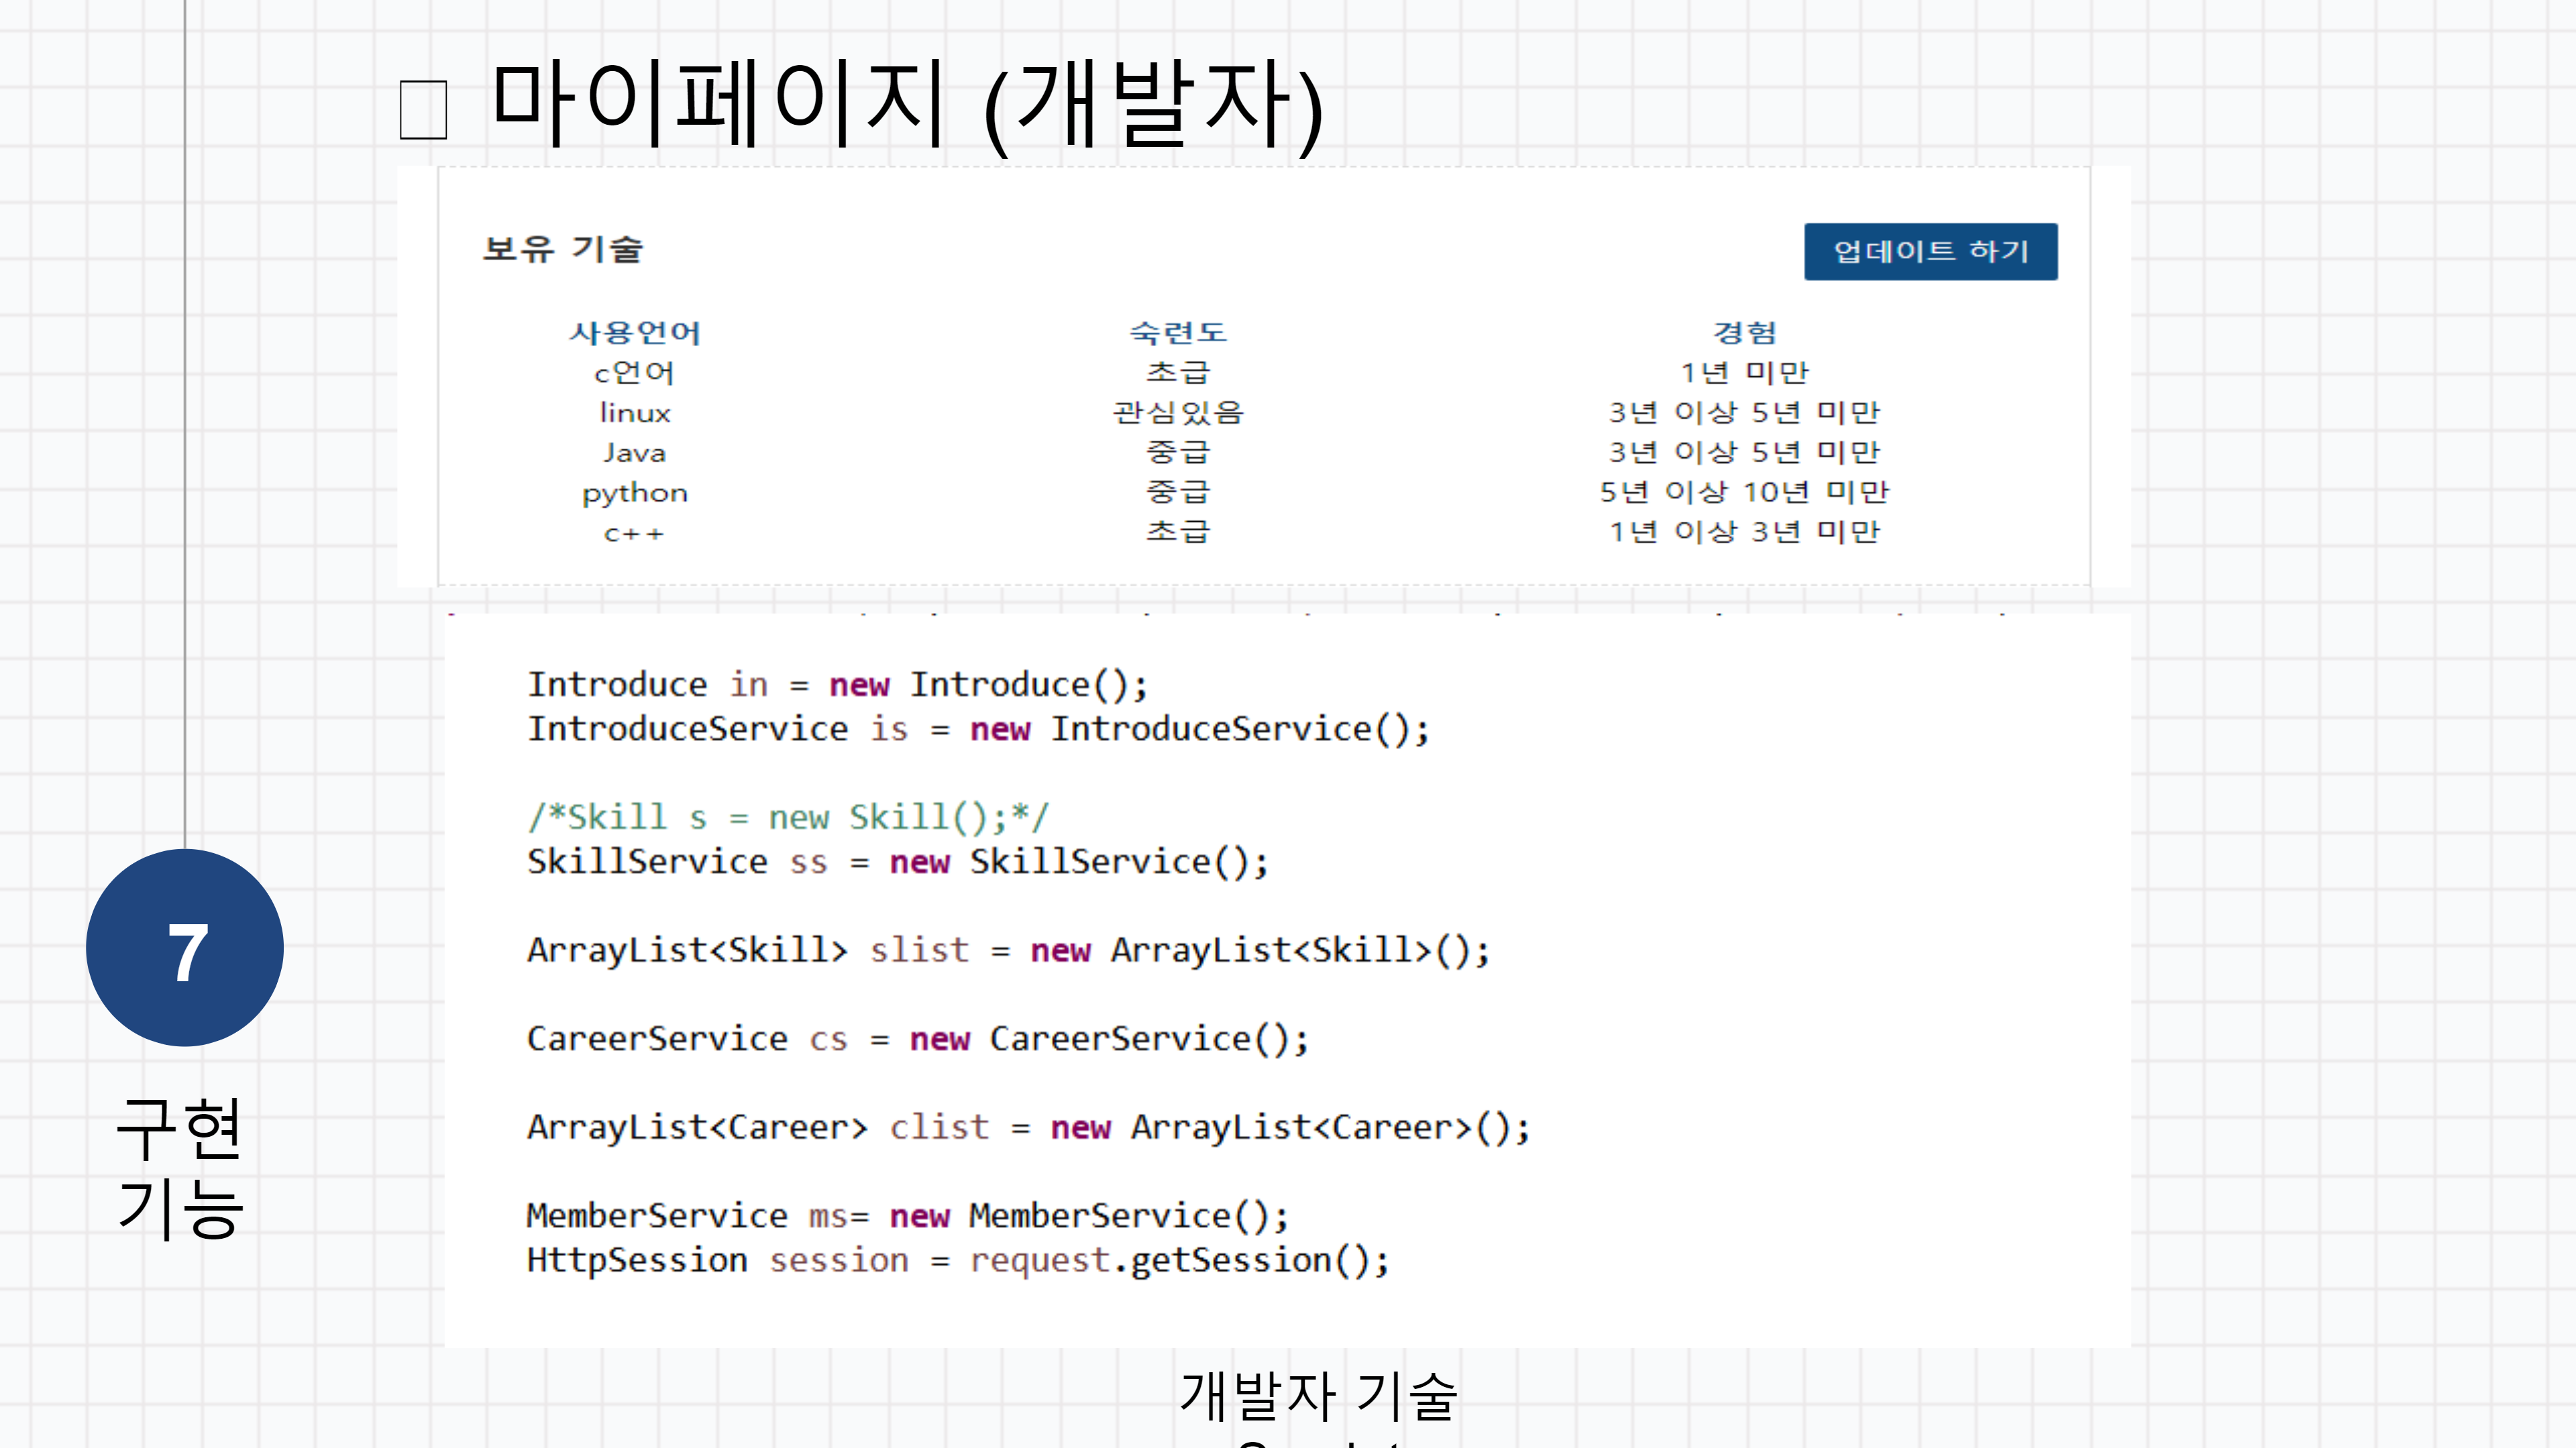 마이페이지 (개발자)
보유 기술
업데이트 하기
사용언어 숙련도 경험
c언어 초급 1년 미만
linux 관심있음 3년 이상 5년 미만
Java 중급 3년 이상 5년 미만
python 중급 5년 이상 10년 미만
c++ 초급 1년 이상 3년 미만
Introduce in = new Introduce();
IntroduceService is = new IntroduceService();
/*Skill s = new Skill();*/
SkillService ss = new SkillService();
ArrayList<Skill> slist = new ArrayList<Skill>();
CareerService cs = new CareerService();
ArrayList<Career> clist = new ArrayList<Career>();
MemberService ms= new MemberService();
HttpSession session = request.getSession();
7
구현
기능
개발자 기술